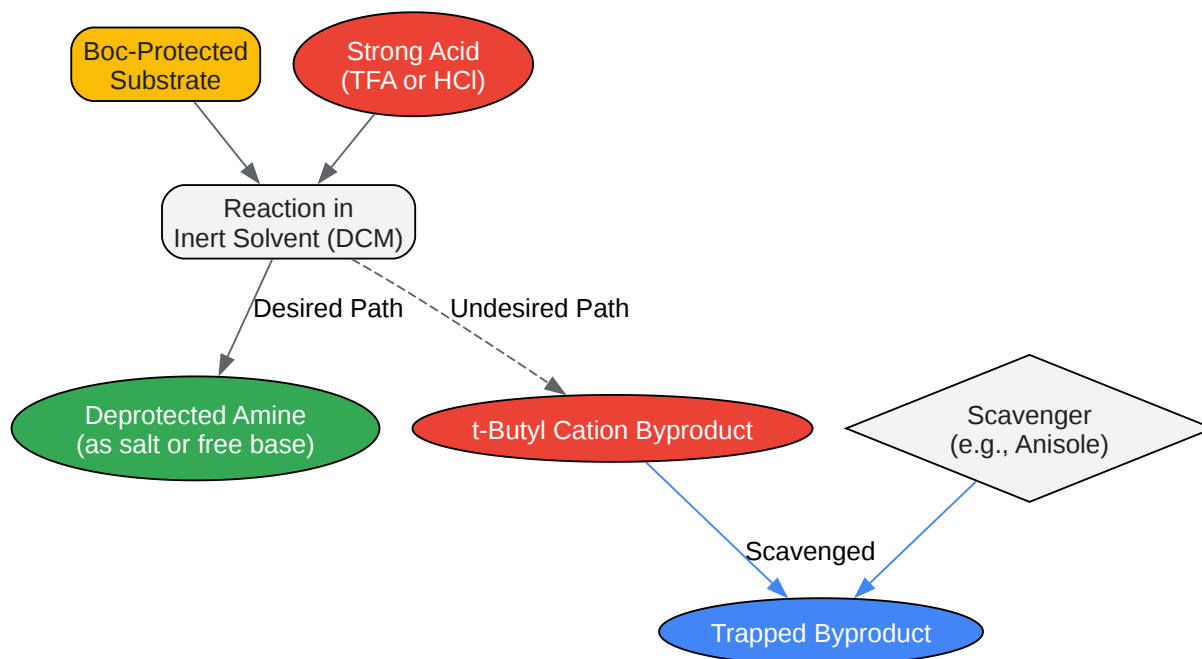 Boc-Protected
Substrate
Strong Acid
(TFA or HCl)
Reaction in
Inert Solvent (DCM)
Desired Path
Undesired Path
Deprotected Amine
(as salt or free base)
t-Butyl Cation Byproduct
Scavenger
(e.g., Anisole)
Scavenged
Trapped Byproduct